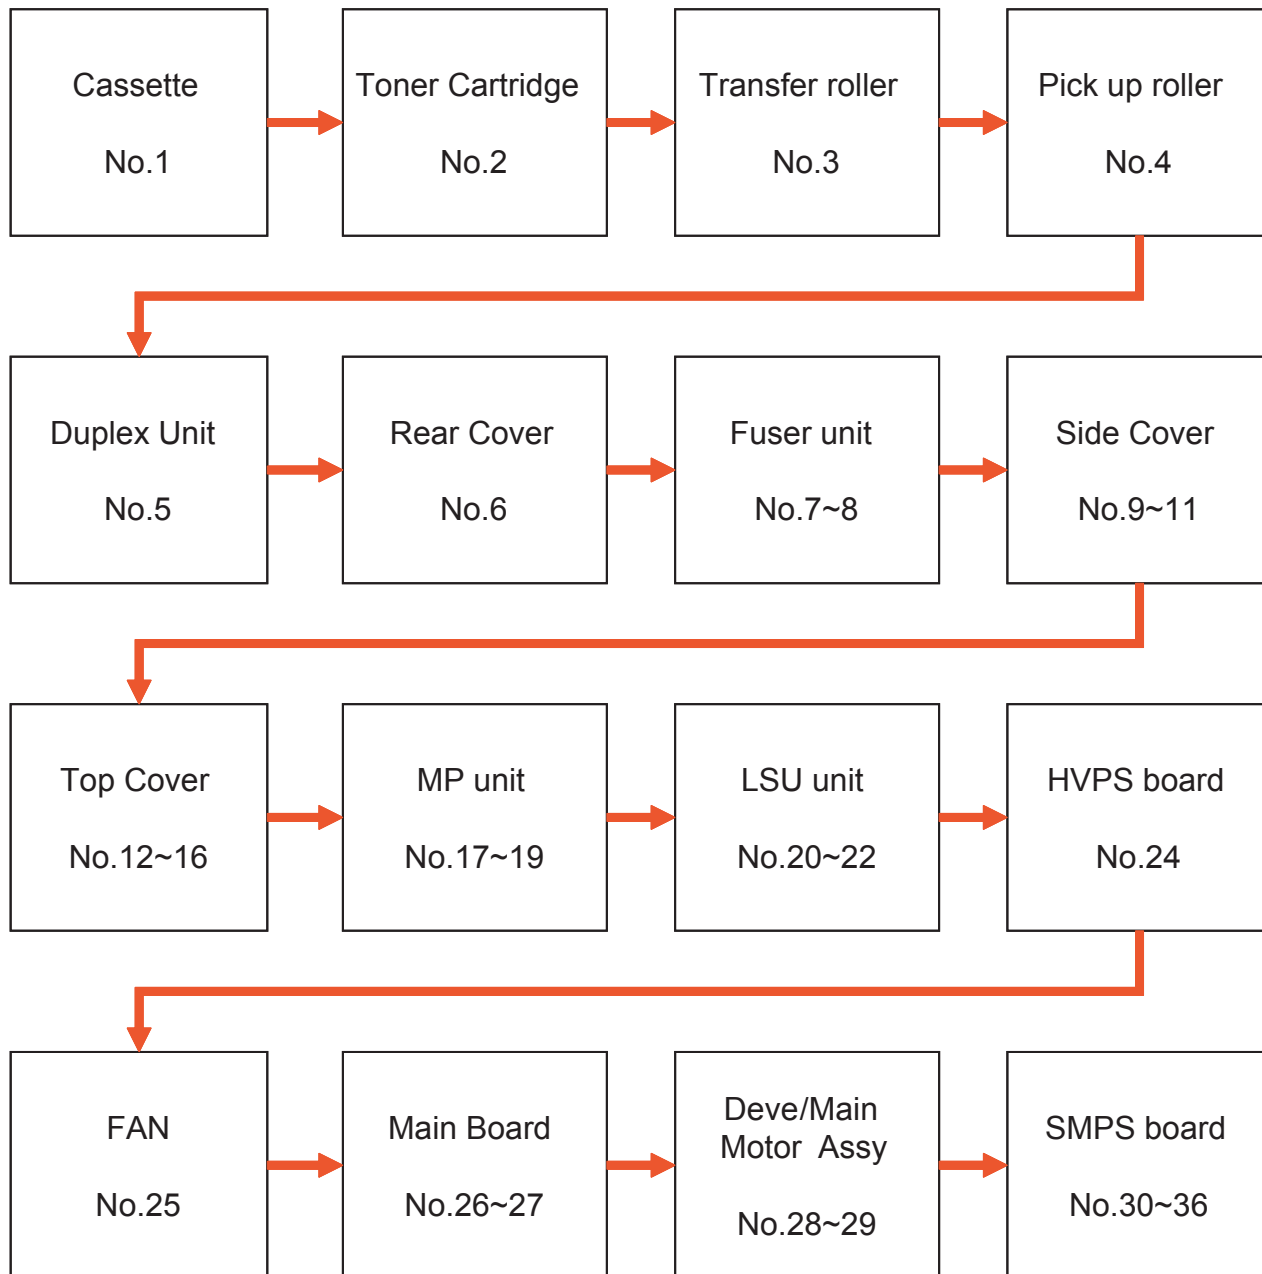 Cassette
No.1
Toner Cartridge
No.2
Transfer roller
No.3
Pick up roller
No.4
Duplex Unit
No.5
Rear Cover
No.6
Fuser unit
No.7~8
Side Cover
No.9~11
Top Cover
No.12~16
MP unit
No.17~19
LSU unit
No.20~22
HVPS board
No.24
FAN
No.25
Main Board
No.26~27
Deve/Main
Motor Assy
No.28~29
SMPS board
No.30~36